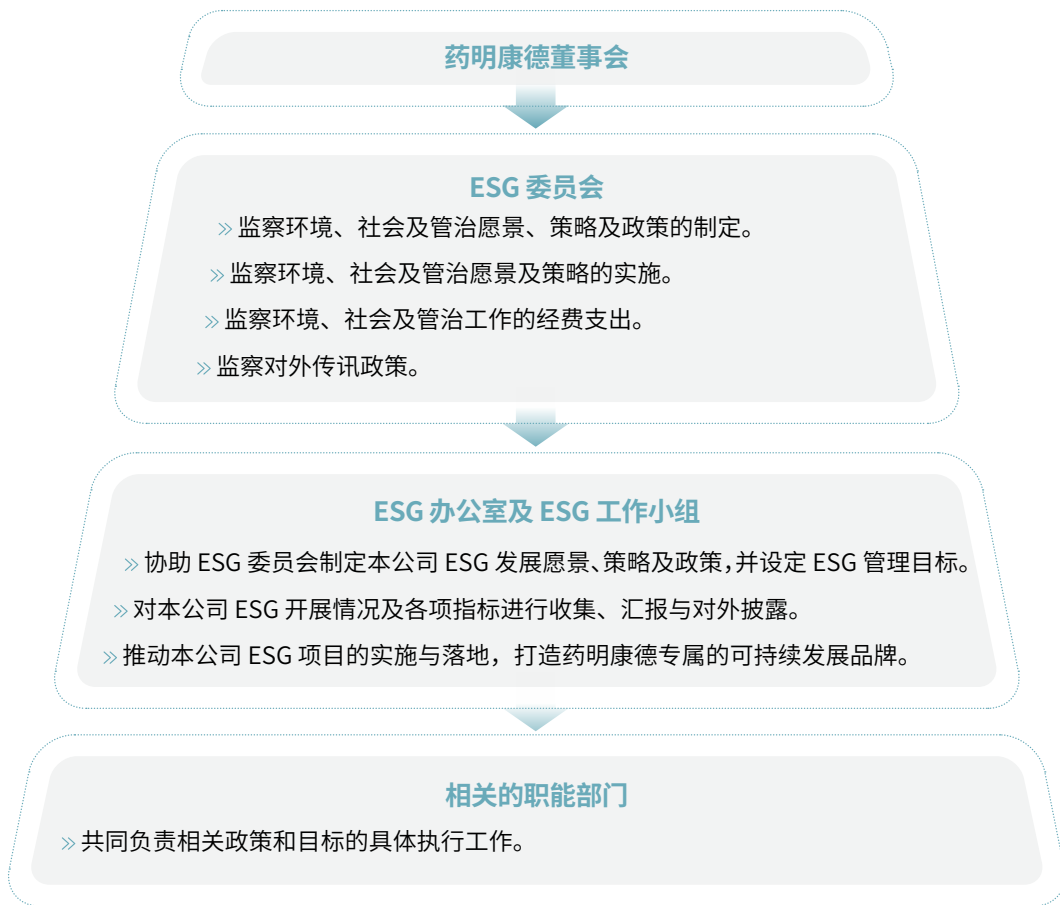 药明康德董事会
ESG 委员会
» 监察环境、社会及管治愿景、策略及政策的制定。
» 监察环境、社会及管治愿景及策略的实施。
» 监察环境、社会及管治工作的经费支出。
» 监察对外传讯政策。
ESG 办公室及 ESG 工作小组
» 协助 ESG 委员会制定本公司 ESG 发展愿景、策略及政策,并设定 ESG 管理目标。
» 对本公司 ESG 开展情况及各项指标进行收集、汇报与对外披露。
» 推动本公司 ESG 项目的实施与落地，打造药明康德专属的可持续发展品牌。
相关的职能部门
» 共同负责相关政策和目标的具体执行工作。